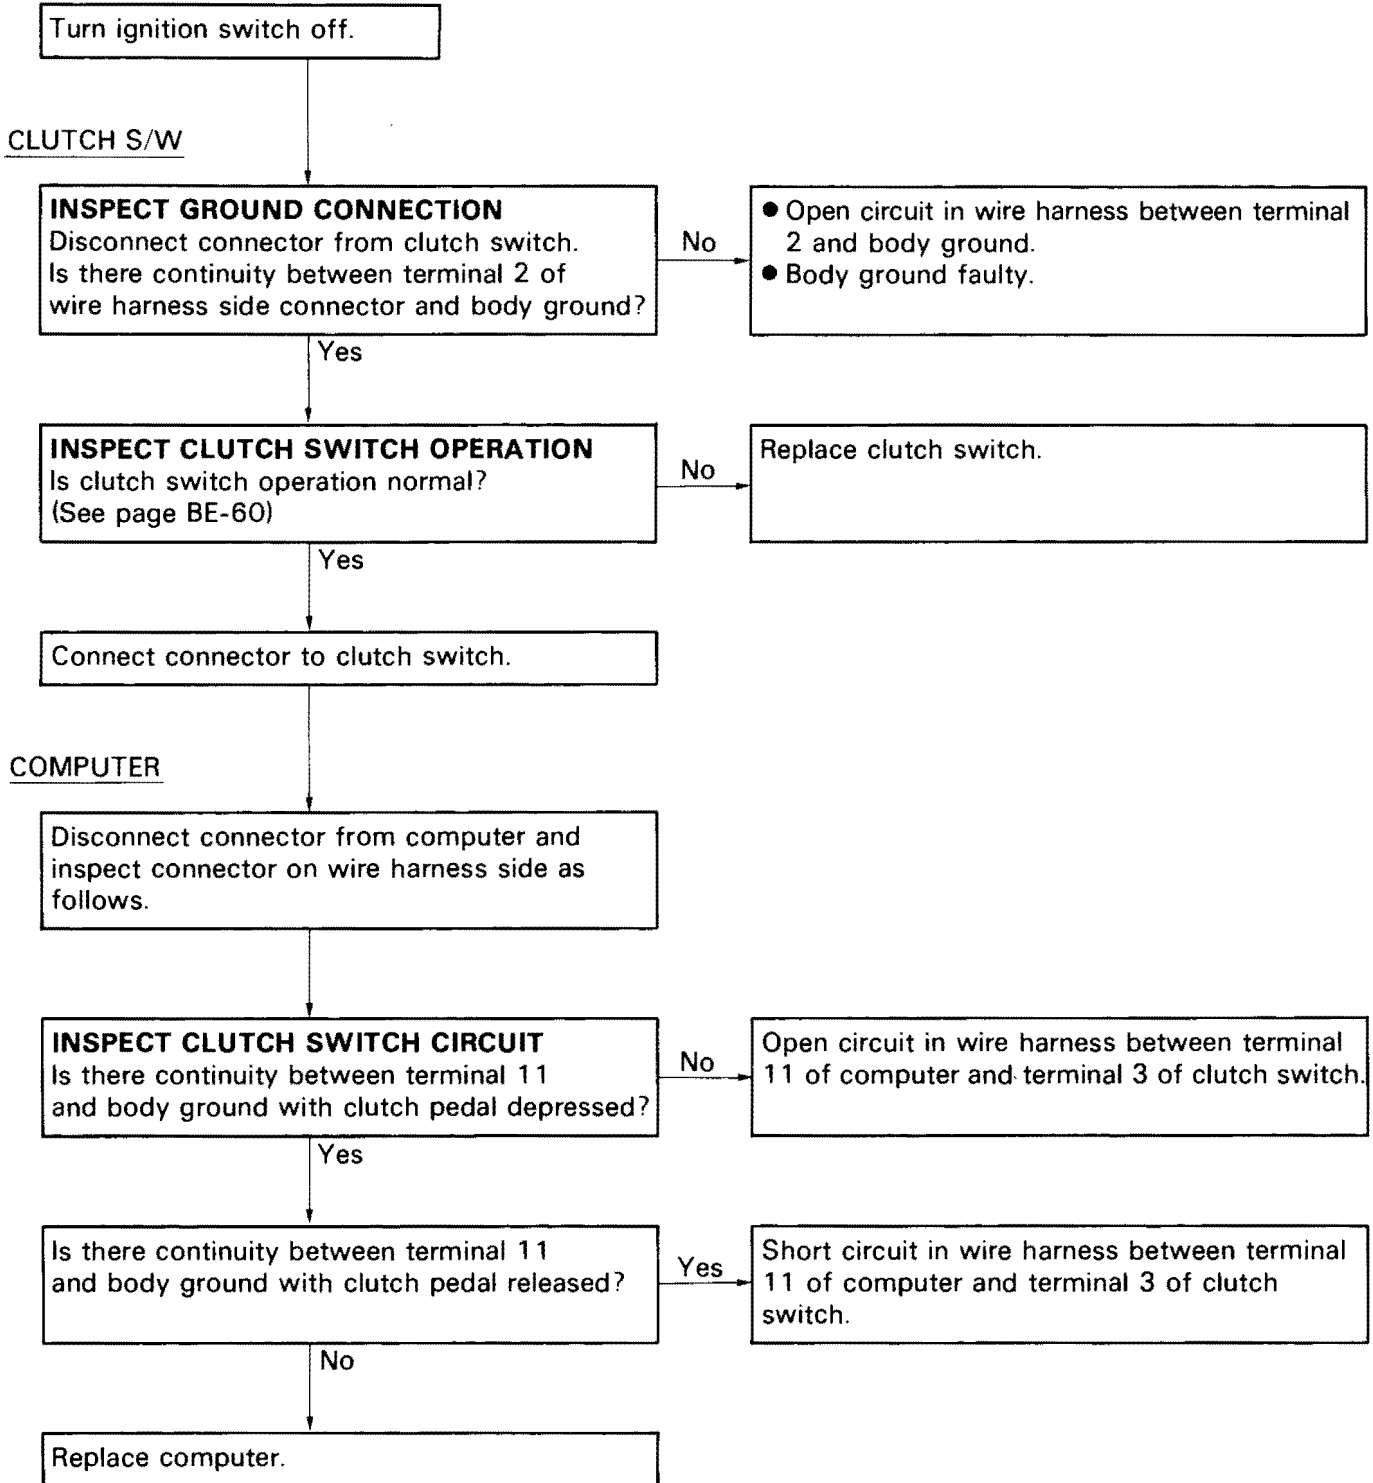 Turn ignition switch off.
CLUTCH S/W
INSPECT GROUND CONNECTION
Disconnect connector from clutch switch.
Is there continuity between terminal 2 of
wire harness side connector and body ground?
No
● Open circuit in wire harness between terminal
2 and body ground.
● Body ground faulty.
Yes
INSPECT CLUTCH SWITCH OPERATION
Is clutch switch operation normal?
(See page BE-60)
No
Replace clutch switch.
Yes
Connect connector to clutch switch.
COMPUTER
Disconnect connector from computer and
inspect connector on wire harness side as
follows.
INSPECT CLUTCH SWITCH CIRCUIT
Is there continuity between terminal 11
and body ground with clutch pedal depressed?
No
Open circuit in wire harness between terminal
11 of computer and terminal 3 of clutch switch.
Yes
Is there continuity between terminal 11
and body ground with clutch pedal released?
Yes
Short circuit in wire harness between terminal
11 of computer and terminal 3 of clutch
switch.
No
Replace computer.